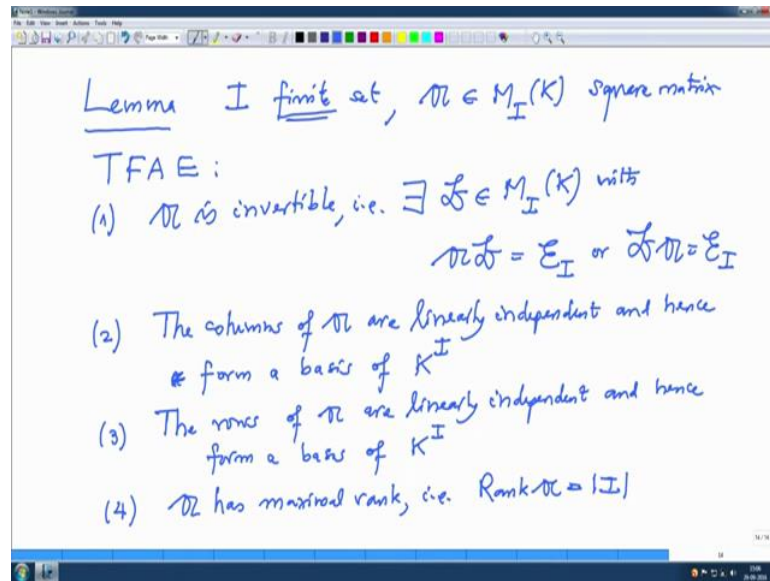 Lemma I finite set, 𝔄 ∈ M_I(K) square matrix
TFAE :
(1) 𝔄 is invertible, i.e. ∃ 𝔅 ∈ M_I(K) with
𝔄𝔅 = ℰ_I or 𝔅𝔄 = ℰ_I
(2) The columns of 𝔄 are linearly independent and hence
form a basis of K^I
(3) The rows of 𝔄 are linearly independent and hence
form a basis of K^I
(4) 𝔄 has maximal rank, i.e. Rank 𝔄 = |I|